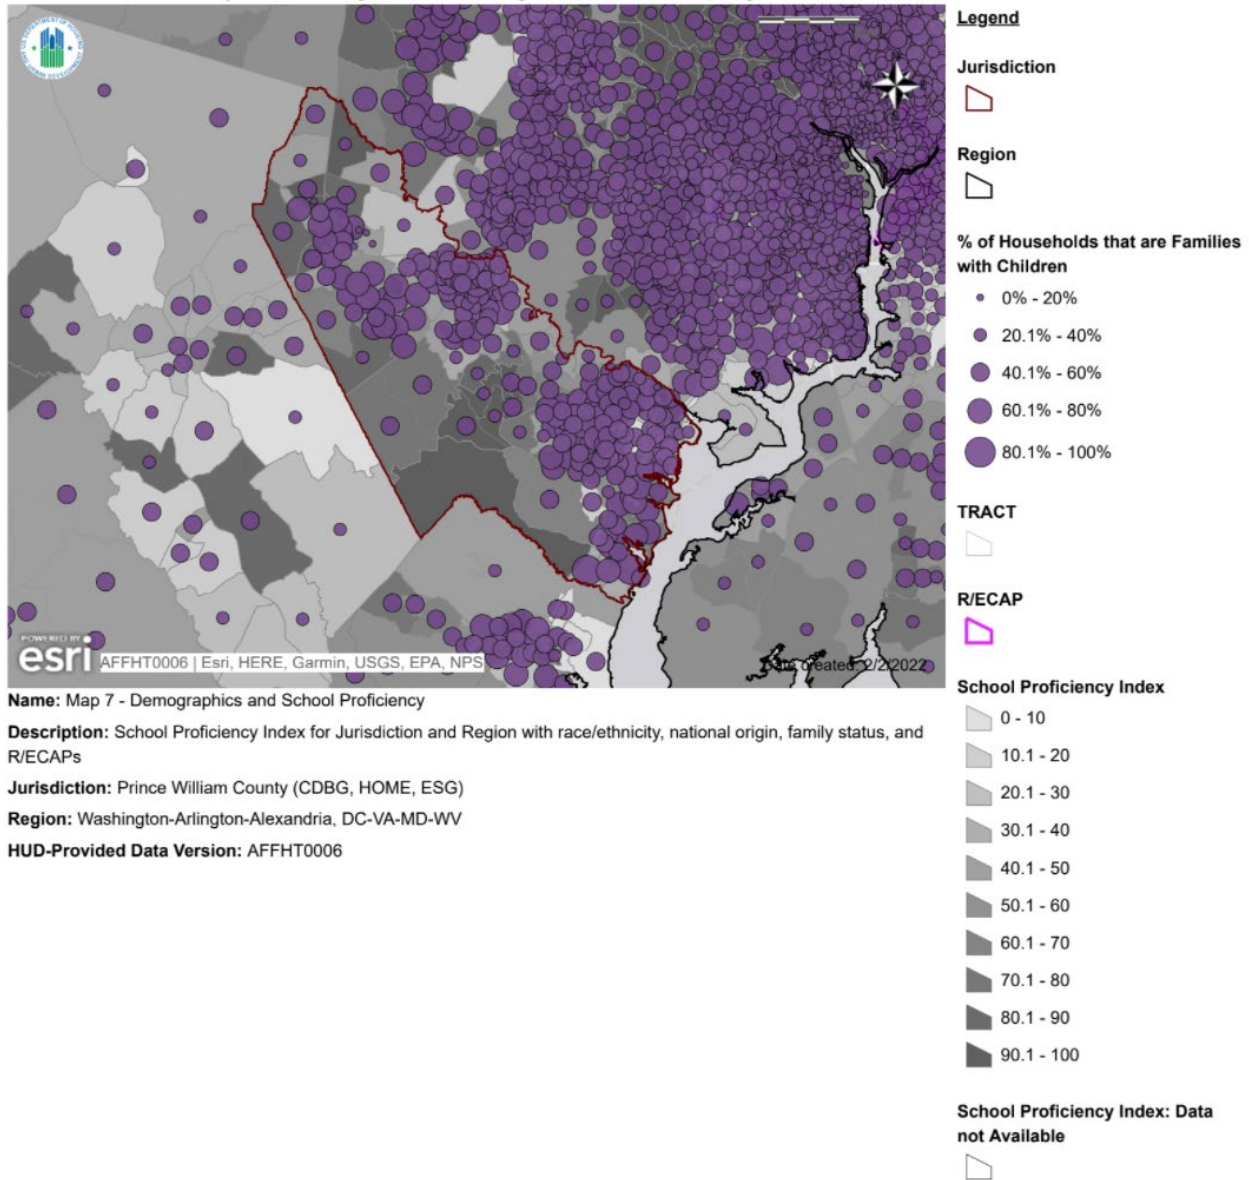 Legend
Jurisdiction
Region
% of Households that are Families
with Children
0% - 20%
20.1% - 40%
40.1% - 60%
60.1% - 80%
80.1% - 100%
TRACT
R/ECAP
School Proficiency Index
0 - 10
10.1 - 20
20.1 - 30
30.1 - 40
40.1 - 50
50.1 - 60
60.1 - 70
70.1 - 80
80.1 - 90
90.1 - 100
School Proficiency Index: Data
not Available
POWERED BY
esri
AFFHT0006 | Esri, HERE, Garmin, USGS, EPA, NPS
created: 2/2/2022
Name: Map 7 - Demographics and School Proficiency
Description: School Proficiency Index for Jurisdiction and Region with race/ethnicity, national origin, family status, and
R/ECAPs
Jurisdiction: Prince William County (CDBG, HOME, ESG)
Region: Washington-Arlington-Alexandria, DC-VA-MD-WV
HUD-Provided Data Version: AFFHT0006